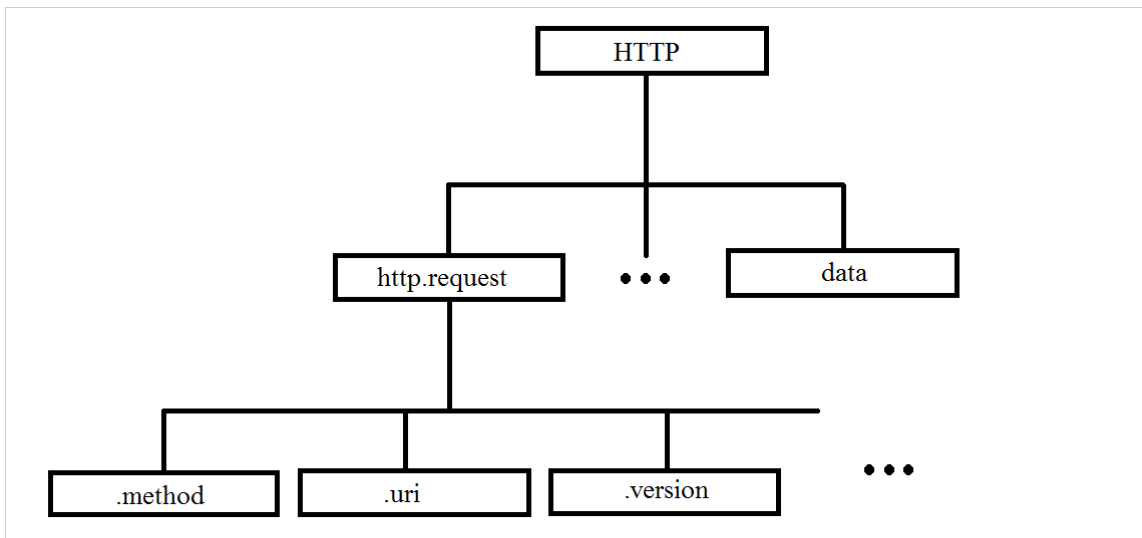 HTTP
http.request
data
.method
.uri
.version